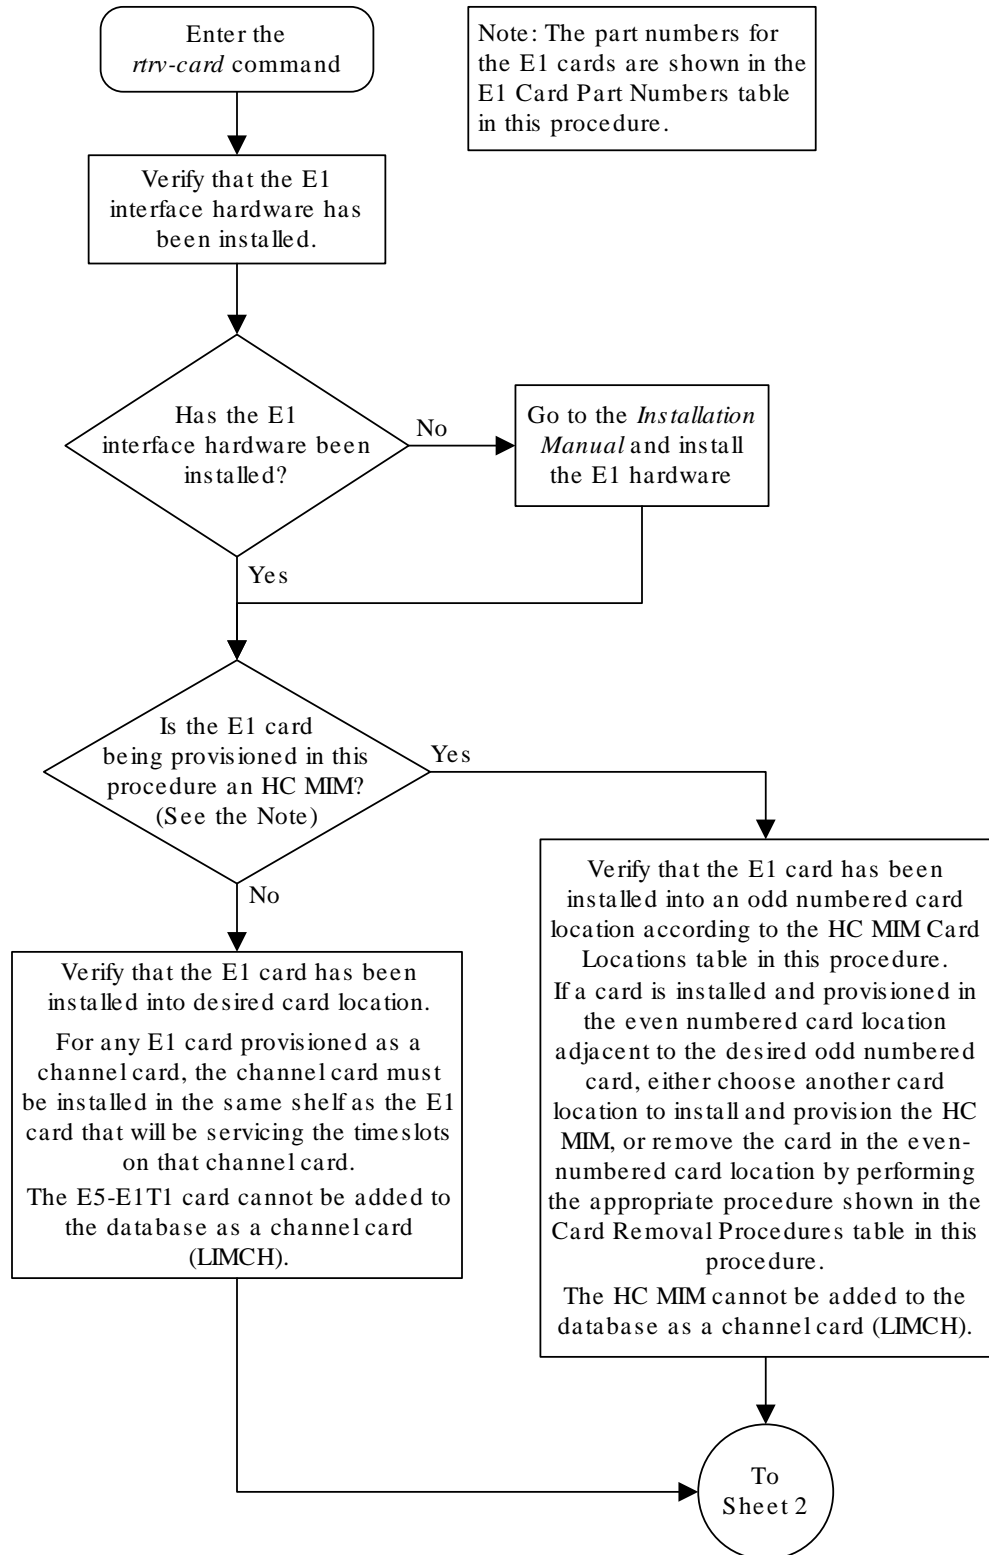 Enter the
rtrv-card command
Note: The part numbers for
the E1 cards are shown in the
E1 Card Part Numbers table
in this procedure.
Verify that the E1
interface hardware has
been installed.
Has the E1
interface hardware been
installed?
No
Go to the Installation
Manual and install
the E1 hardware
Yes
Is the E1 card
being provisioned in this
procedure an HC MIM?
(See the Note)
Yes
No
Verify that the E1 card has been
installed into desired card location.
For any E1 card provisioned as a
channel card, the channel card must
be installed in the same shelf as the E1
card that will be servicing the timeslots
on that channel card.
The E5-E1T1 card cannot be added to
the database as a channel card
(LIMCH).
Verify that the E1 card has been
installed into an odd numbered card
location according to the HC MIM Card
Locations table in this procedure.
If a card is installed and provisioned in
the even numbered card location
adjacent to the desired odd numbered
card, either choose another card
location to install and provision the HC
MIM, or remove the card in the even-
numbered card location by performing
the appropriate procedure shown in the
Card Removal Procedures table in this
procedure.
The HC MIM cannot be added to the
database as a channel card (LIMCH).
To
Sheet 2